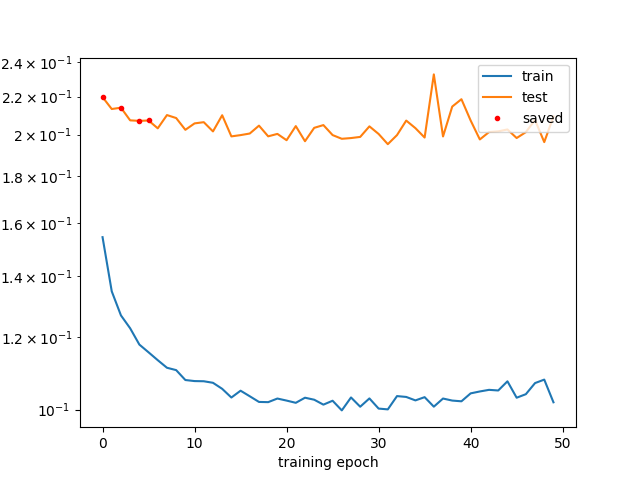 2.4 × 10⁻¹
2.2 × 10⁻¹
2 × 10⁻¹
1.8 × 10⁻¹
1.6 × 10⁻¹
1.4 × 10⁻¹
1.2 × 10⁻¹
10⁻¹
train
test
saved
0 10 20 30 40 50
training epoch